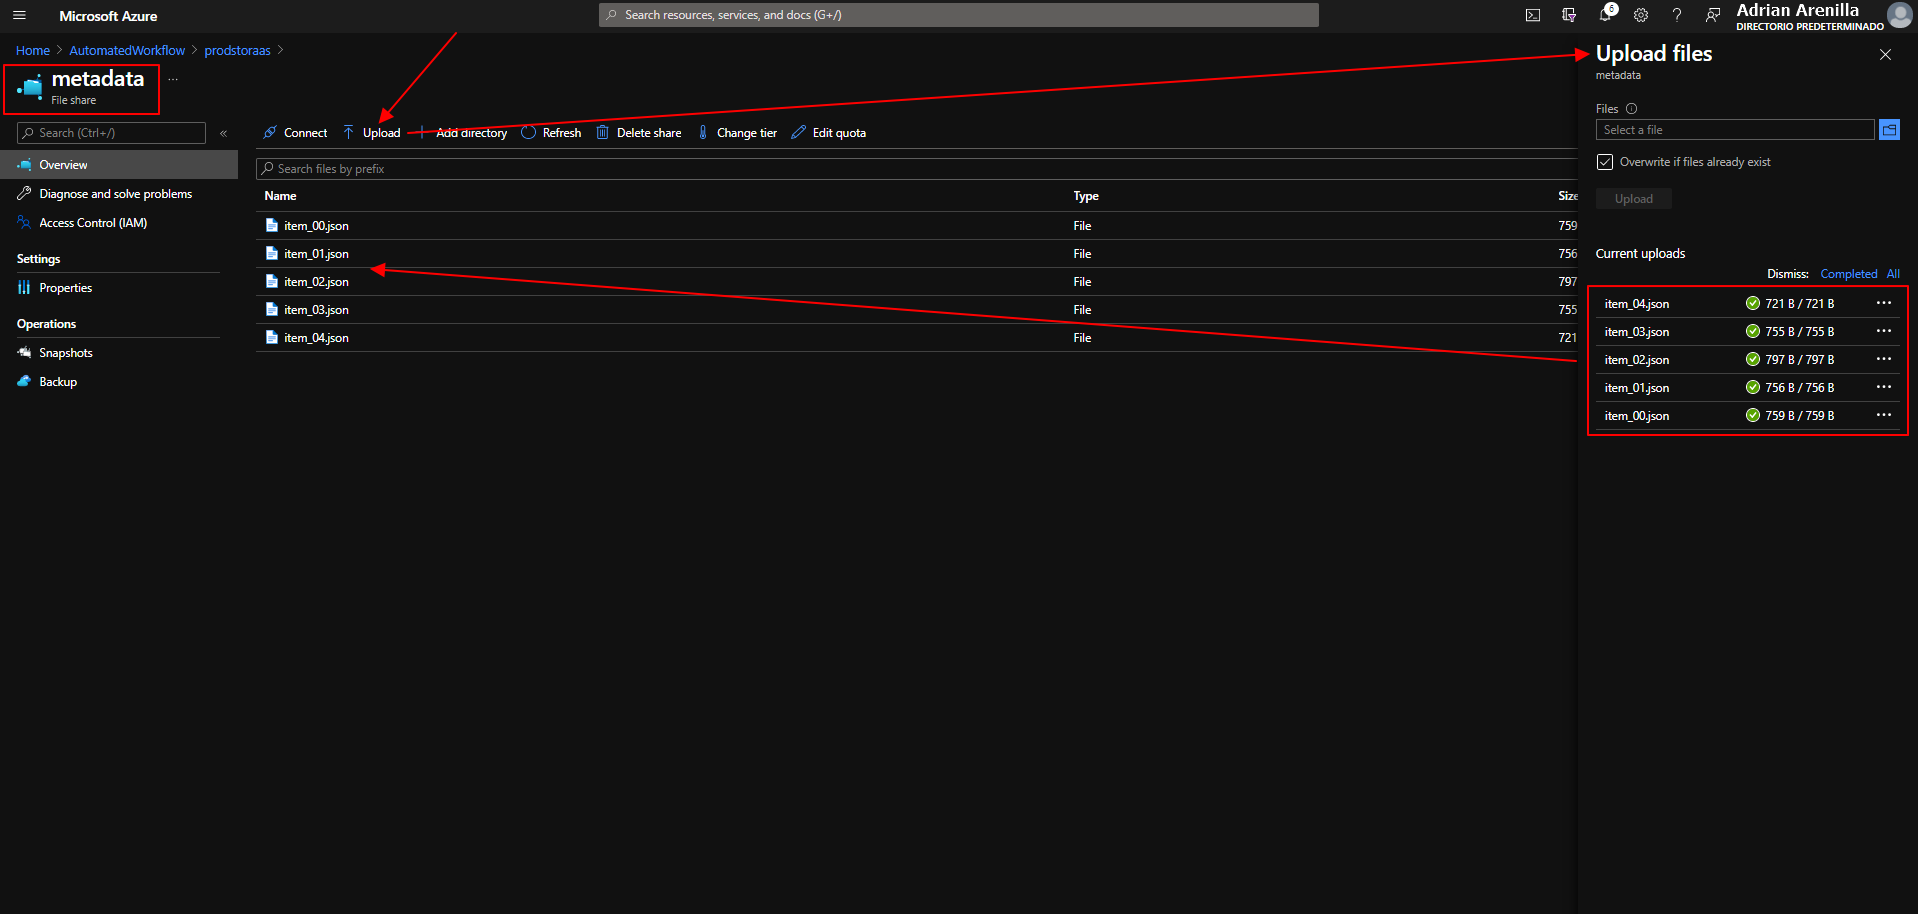 Microsoft Azure
Search resources, services, and docs (G+/)
6
Adrian Arenilla
DIRECTORIO PREDETERMINADO
Home > AutomatedWorkflow > prodstoraas >
metadata ...
File share
Search (Ctrl+/) «
Overview
Diagnose and solve problems
Access Control (IAM)
Settings
Properties
Operations
Snapshots
Backup
Connect Upload Add directory Refresh Delete share Change tier Edit quota
Search files by prefix
Name Type Size
item_00.json File 759
item_01.json File 756
item_02.json File 797
item_03.json File 755
item_04.json File 721
Upload files
metadata
Files
Select a file
Overwrite if files already exist
Upload
Current uploads
Dismiss: Completed All
item_04.json 721 B / 721 B ...
item_03.json 755 B / 755 B ...
item_02.json 797 B / 797 B ...
item_01.json 756 B / 756 B ...
item_00.json 759 B / 759 B ...